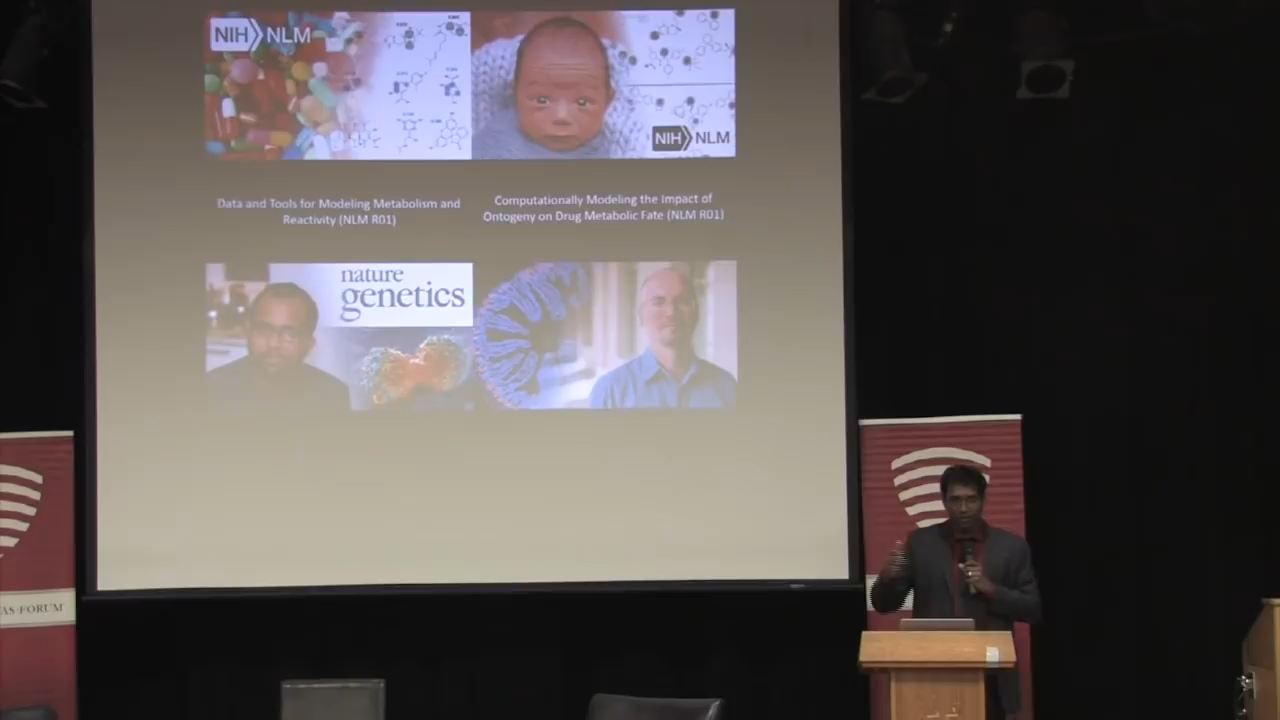 NIH NLM
NIH NLM
Data and Tools for Modeling Metabolism and
Reactivity (NLM R01)
Computationally Modeling the Impact of
Ontogeny on Drug Metabolic Fate (NLM R01)
nature
genetics
AS FORUM